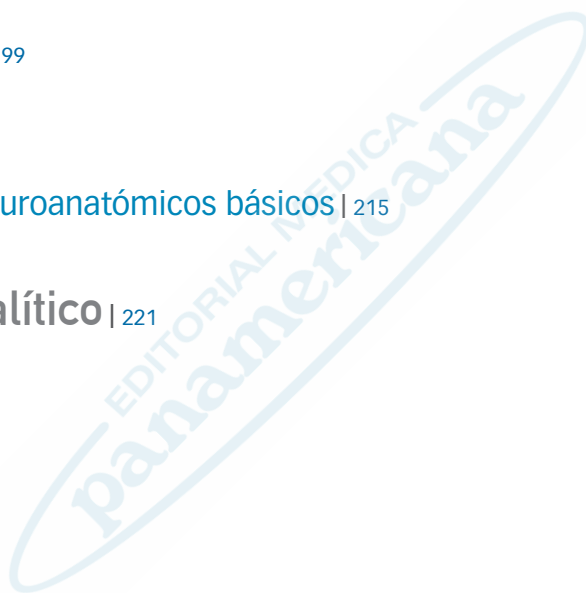 99
uroanatómicos básicos | 215
alítico | 221
EDITORIAL MEDICA
panamericana